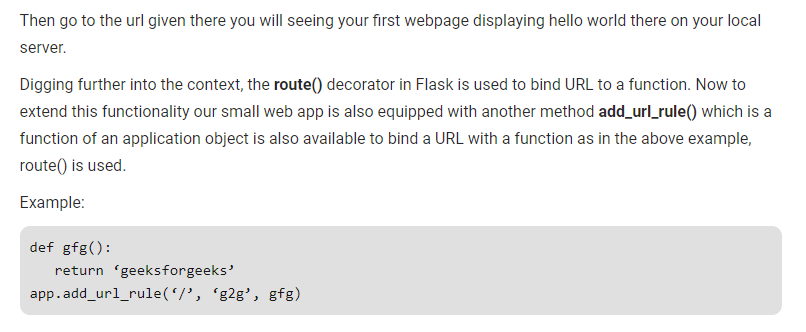 Then go to the url given there you will seeing your first webpage displaying hello world there on your local
server.
Digging further into the context, the route() decorator in Flask is used to bind URL to a function. Now to
extend this functionality our small web app is also equipped with another method add_url_rule() which is a
function of an application object is also available to bind a URL with a function as in the above example,
route() is used.
Example:
def gfg():
   return ‘geeksforgeeks’
app.add_url_rule(‘/’, ‘g2g’, gfg)